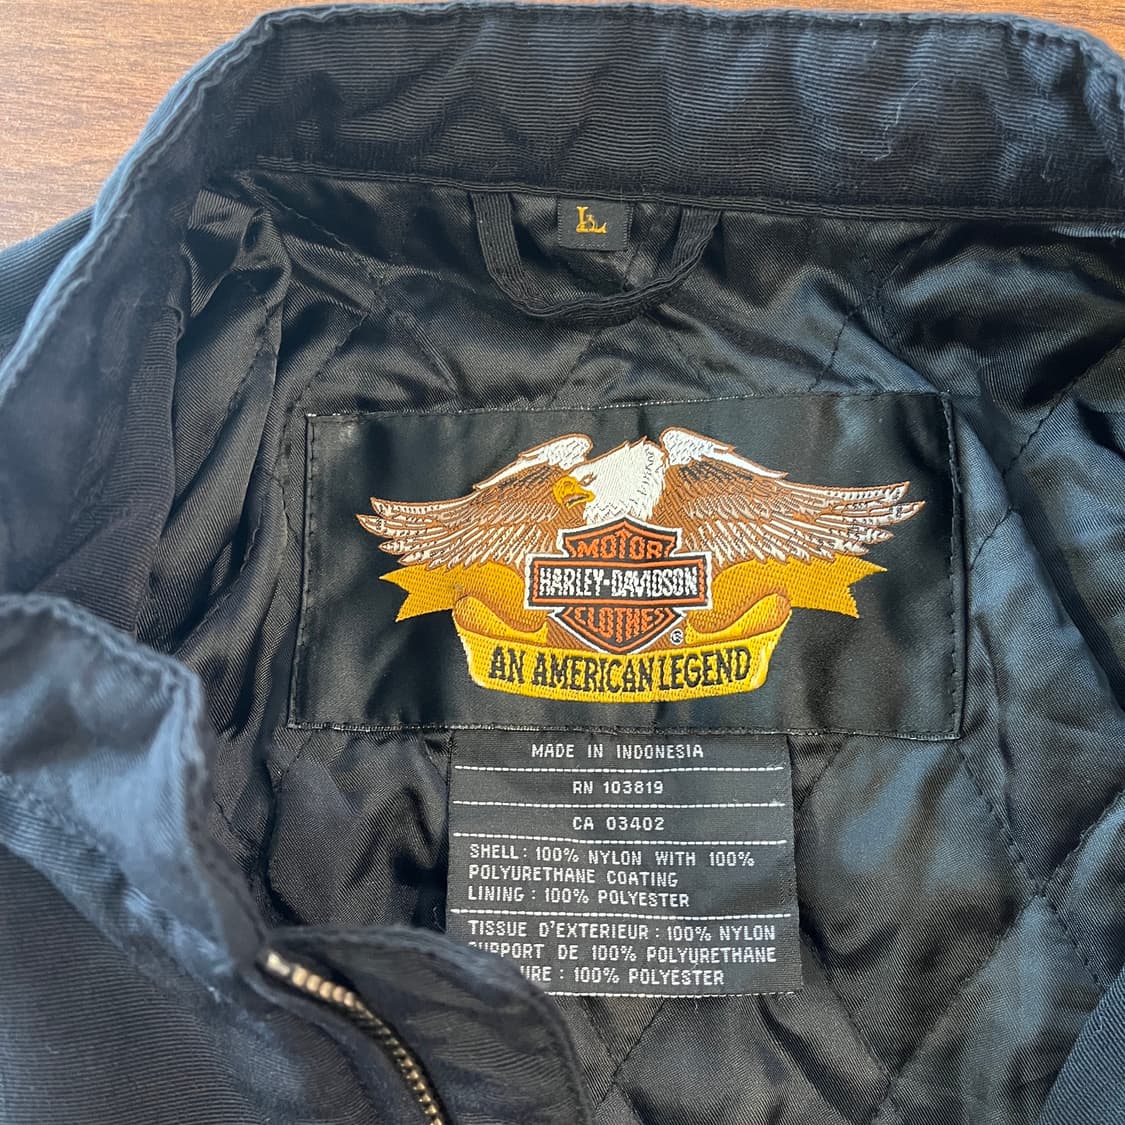 L
MOTOR
HARLEY-DAVIDSON
CLOTHES
®
AN AMERICAN LEGEND
MADE IN INDONESIA
RN 103819
CA 03402
SHELL: 100% NYLON WITH 100%
POLYURETHANE COATING
LINING: 100% POLYESTER
TISSUE D'EXTERIEUR: 100% NYLON
SUPPORT DE 100% POLYURETHANE
: 100% POLYESTER